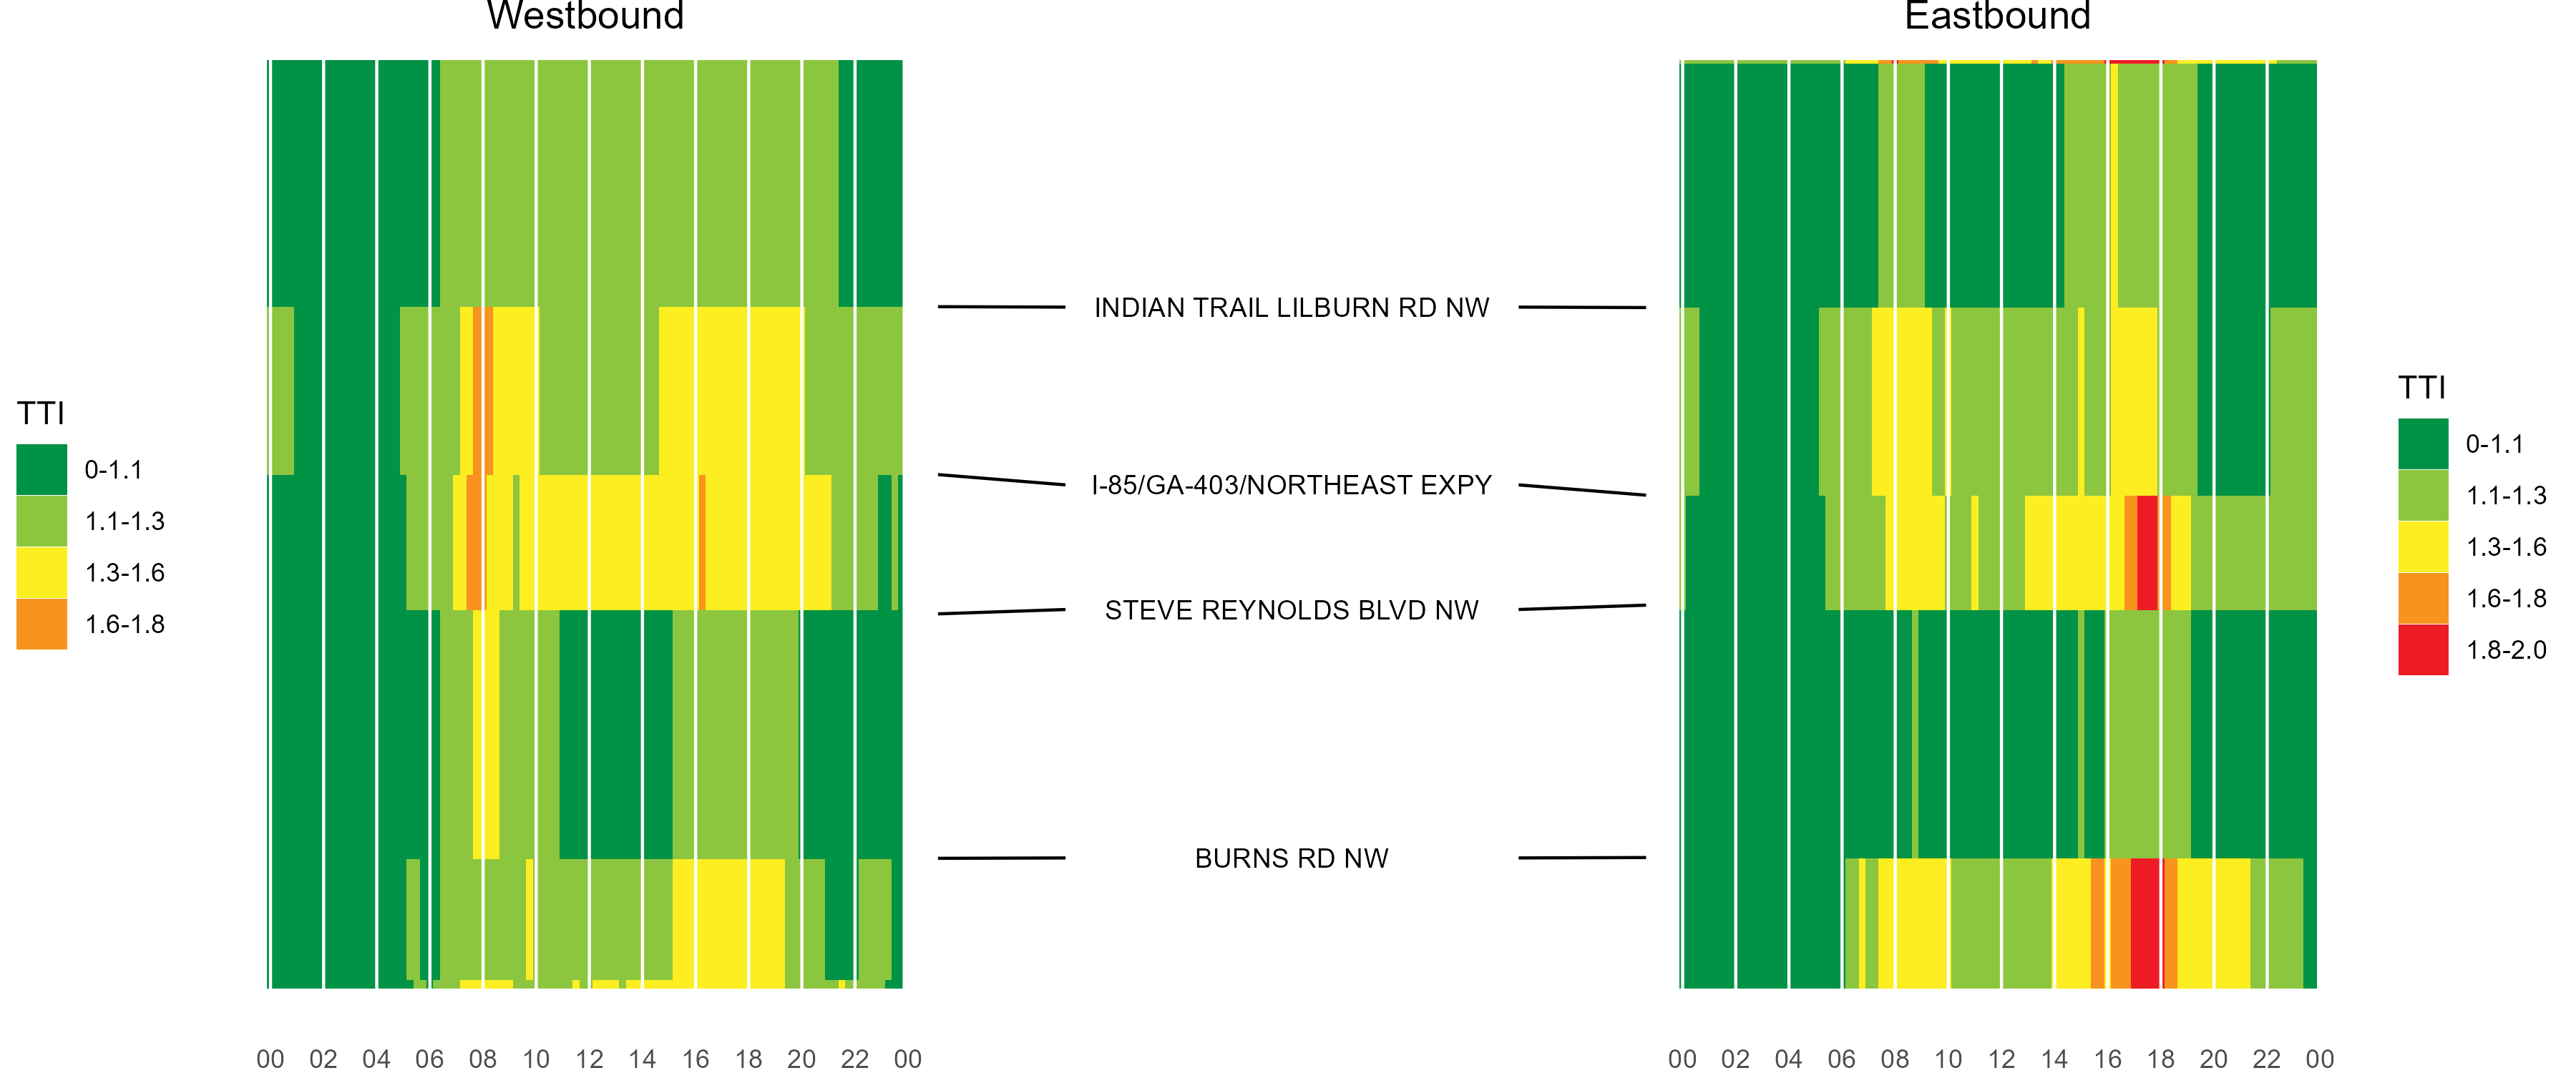 Westbound
Eastbound
INDIAN TRAIL LILBURN RD NW
I-85/GA-403/NORTHEAST EXPY
STEVE REYNOLDS BLVD NW
BURNS RD NW
TTI
0-1.1
1.1-1.3
1.3-1.6
1.6-1.8
TTI
0-1.1
1.1-1.3
1.3-1.6
1.6-1.8
1.8-2.0
00 02 04 06 08 10 12 14 16 18 20 22 00
00 02 04 06 08 10 12 14 16 18 20 22 00